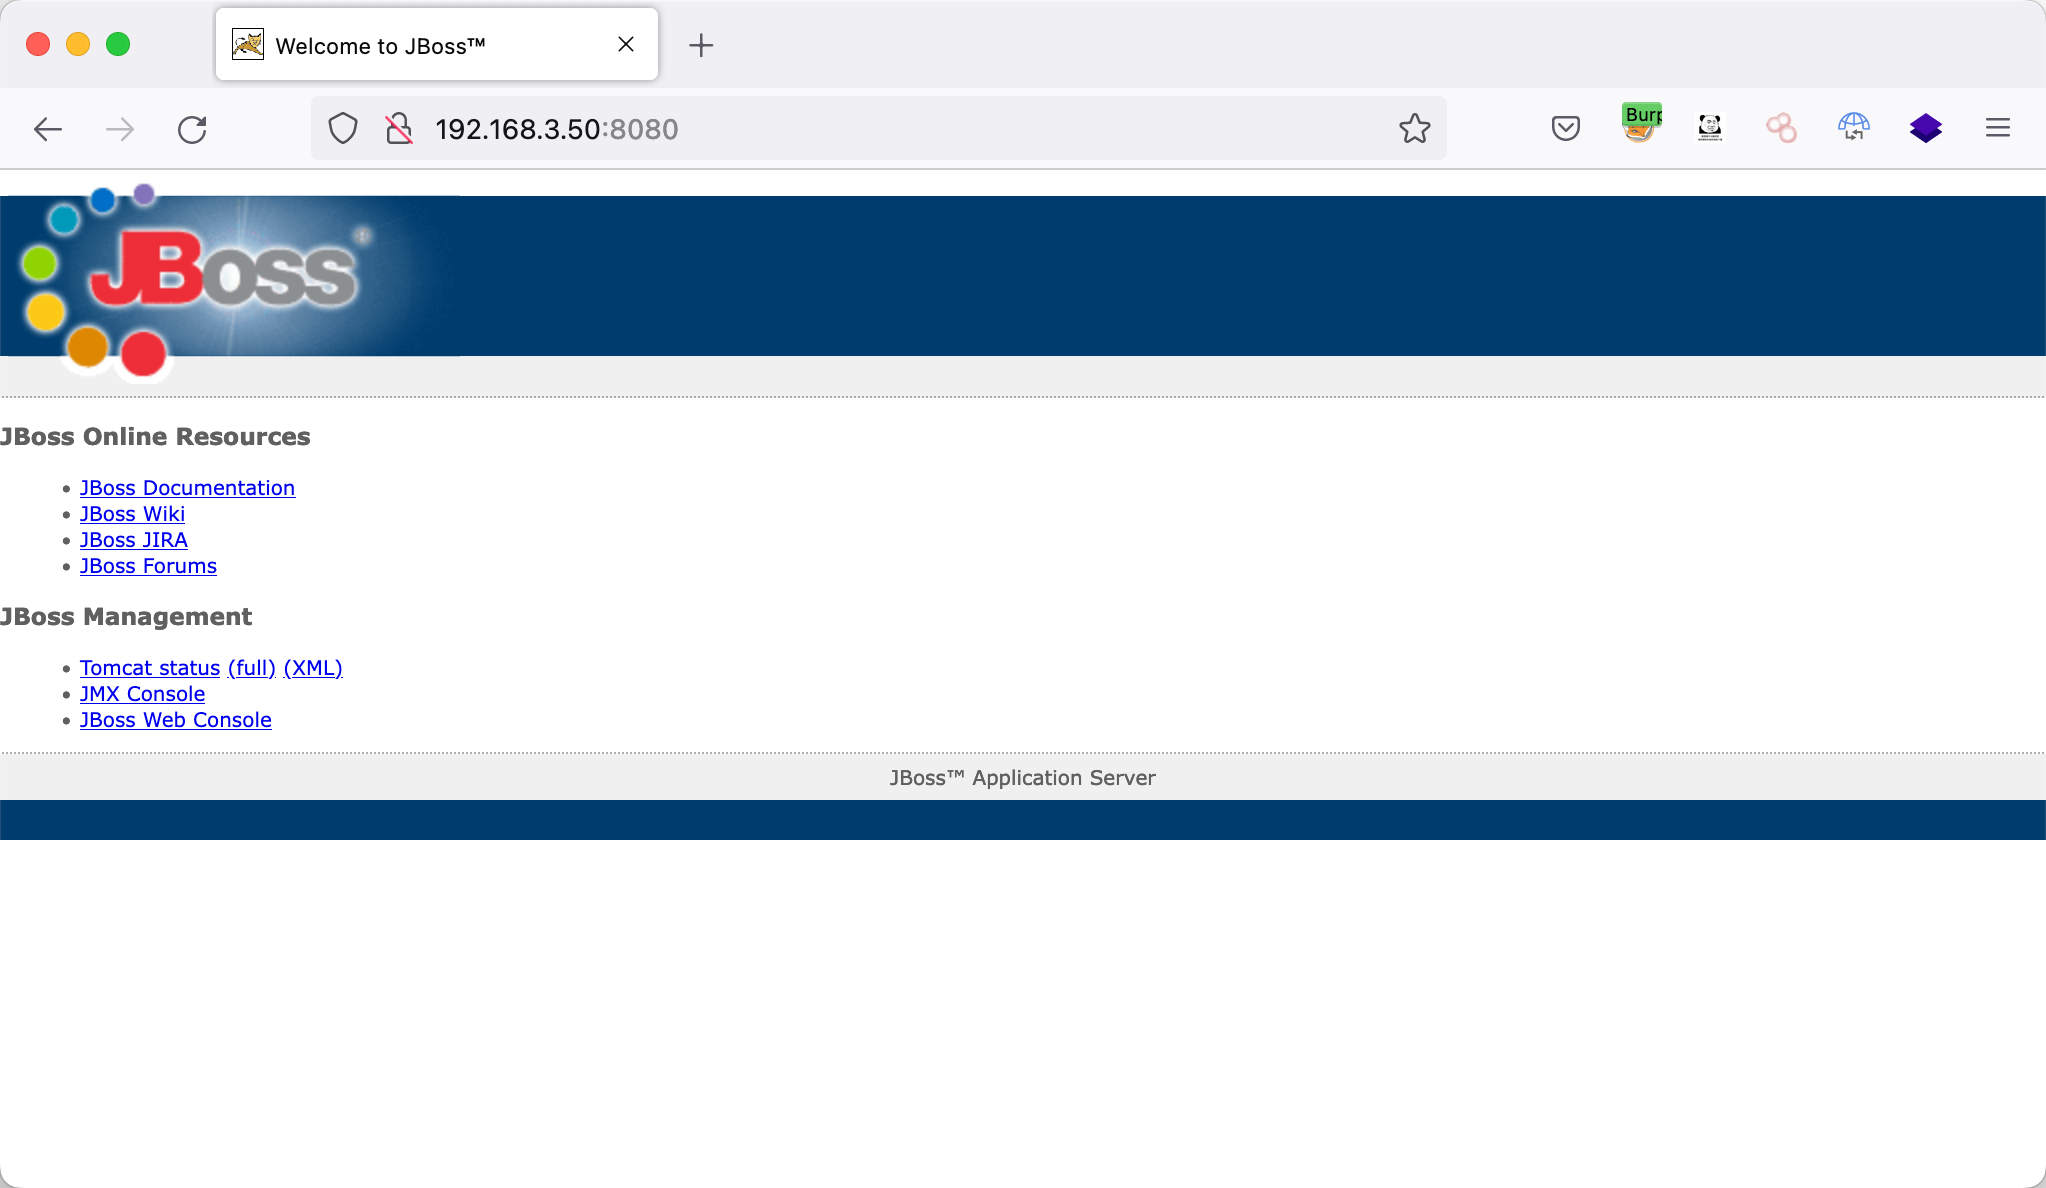 Welcome to JBoss™
192.168.3.50:8080
Burp
JBoss®
JBoss Online Resources
JBoss Documentation
JBoss Wiki
JBoss JIRA
JBoss Forums
JBoss Management
Tomcat status (full) (XML)
JMX Console
JBoss Web Console
JBoss™ Application Server